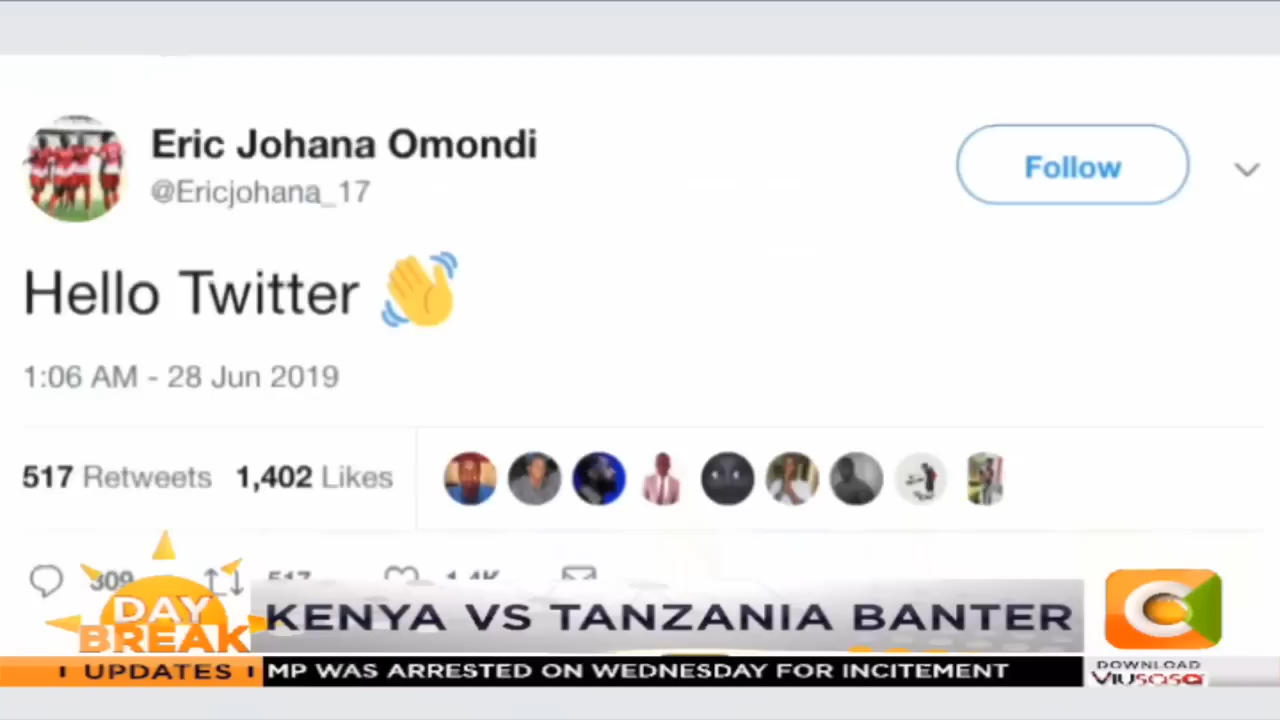 Eric Johana Omondi
@Ericjohana_17
Follow
Hello Twitter 👋
1:06 AM - 28 Jun 2019
517 Retweets 1,402 Likes
309 517 1.4K
DAY
BREAK
KENYA VS TANZANIA BANTER
UPDATES
MP WAS ARRESTED ON WEDNESDAY FOR INCITEMENT
DOWNLOAD
VIUSASA